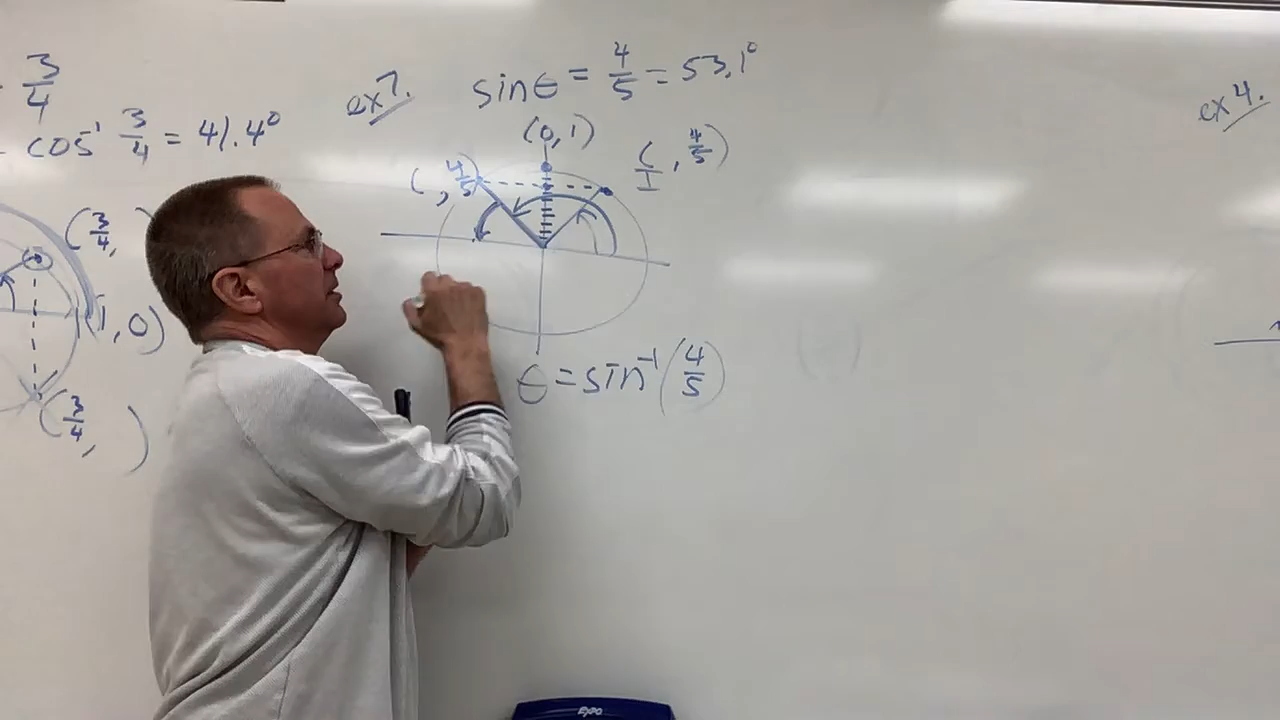 3/4
cos⁻¹ 3/4 = 41.4°
(3/4, )
(1, 0)
(3/4, )
ex 7.
sinθ = 4/5 = 53.1°
(0, 1)
( , 4/5)
( , 4/5)
I
θ = sin⁻¹(4/5)
ex 4.
EXPO